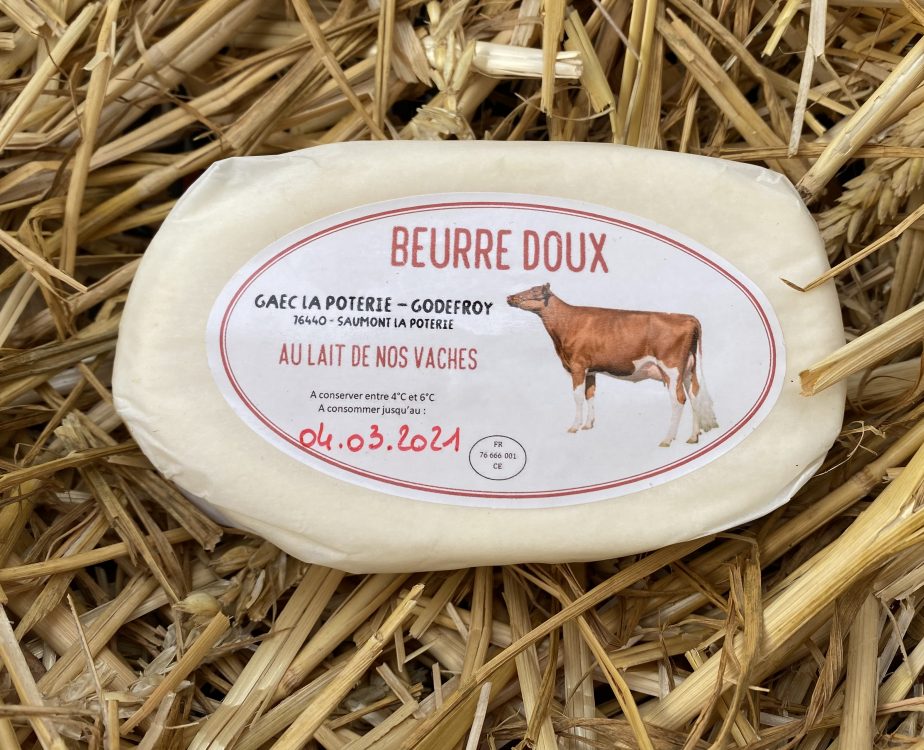 BEURRE DOUX
GAEC LA POTERIE – GODEFROY
76440 - SAUMONT LA POTERIE
AU LAIT DE NOS VACHES
A conserver entre 4°C et 6°C
A consommer jusqu'au :
04.03.2021
FR
76 666 001
CE